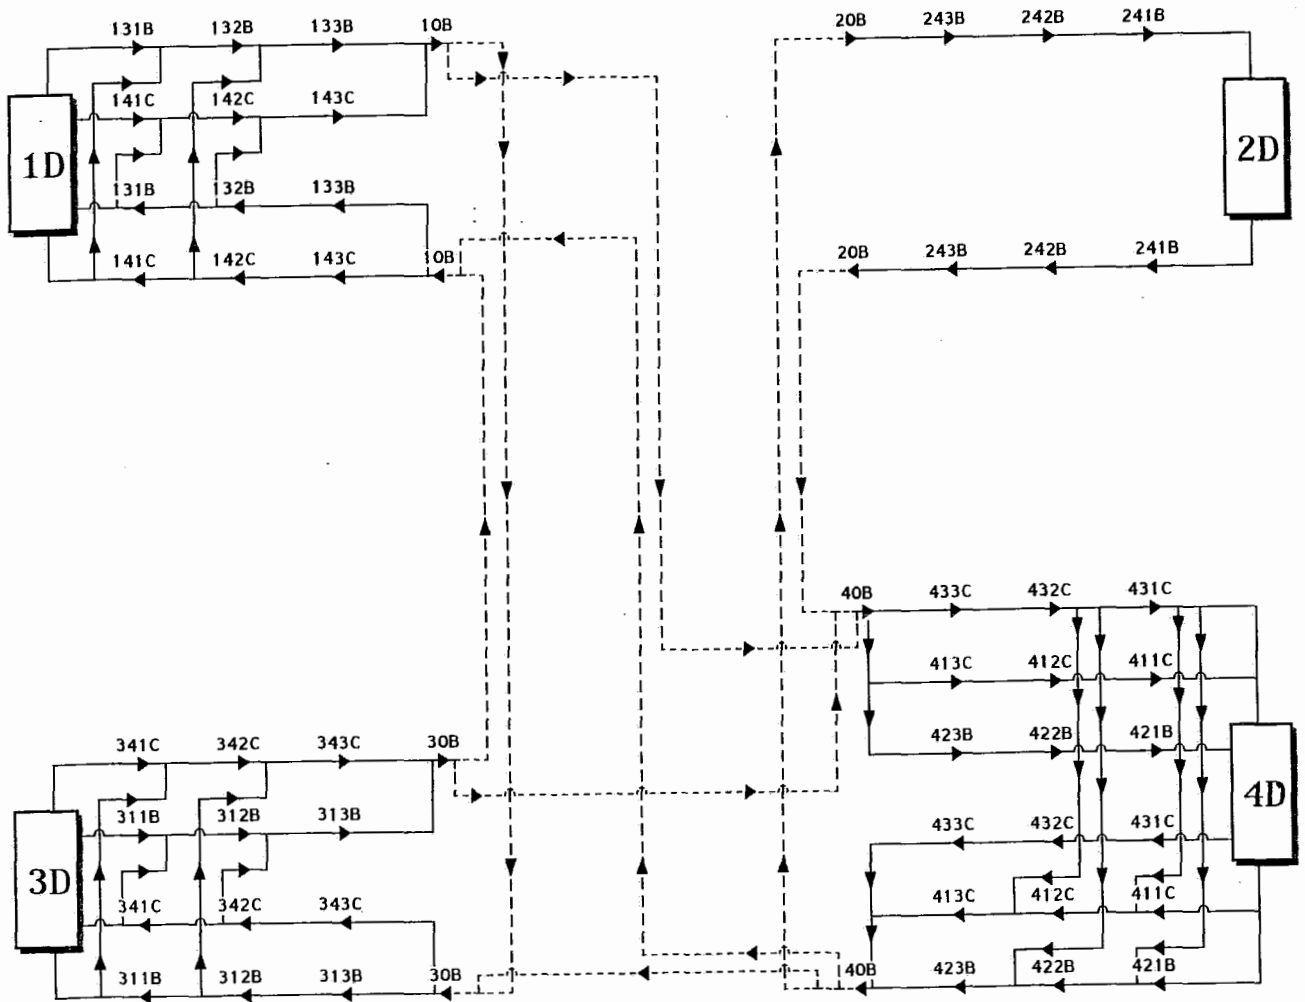 131B 132B 133B 10B
20B 243B 242B 241B
141C 142C 143C
1D
2D
131B 132B 133B
141C 142C 143C 10B
20B 243B 242B 241B
40B 433C 432C 431C
413C 412C 411C
423B 422B 421B
341C 342C 343C 30B
311B 312B 313B
4D
433C 432C 431C
3D
413C 412C 411C
341C 342C 343C
311B 312B 313B 30B
40B 423B 422B 421B